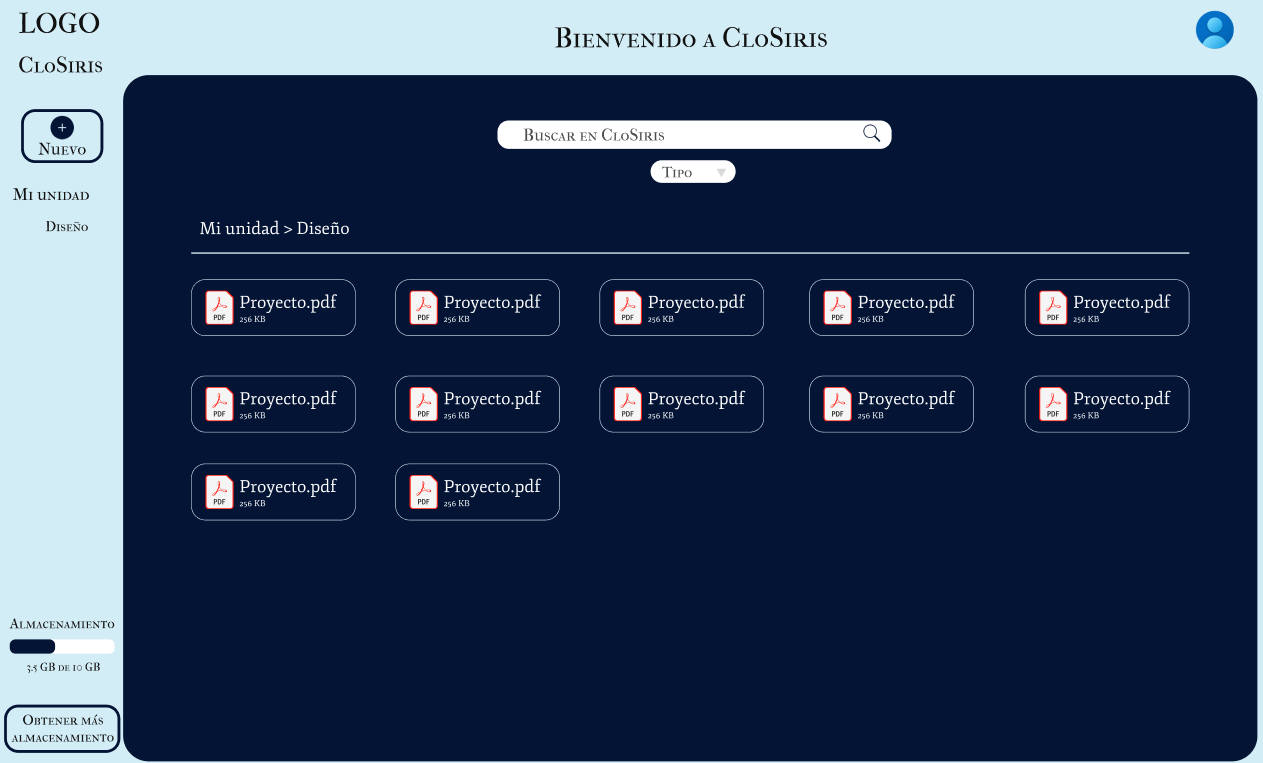 LOGO
CloSiris
Bienvenido a CloSiris
+
Nuevo
Mi unidad
Diseño
Buscar en CloSiris
Tipo
Mi unidad > Diseño
PDF Proyecto.pdf
256 KB
PDF Proyecto.pdf
256 KB
PDF Proyecto.pdf
256 KB
PDF Proyecto.pdf
256 KB
PDF Proyecto.pdf
256 KB
PDF Proyecto.pdf
256 KB
PDF Proyecto.pdf
256 KB
PDF Proyecto.pdf
256 KB
PDF Proyecto.pdf
256 KB
PDF Proyecto.pdf
256 KB
PDF Proyecto.pdf
256 KB
PDF Proyecto.pdf
256 KB
Almacenamiento
3.5 GB de 10 GB
Obtener más
almacenamiento